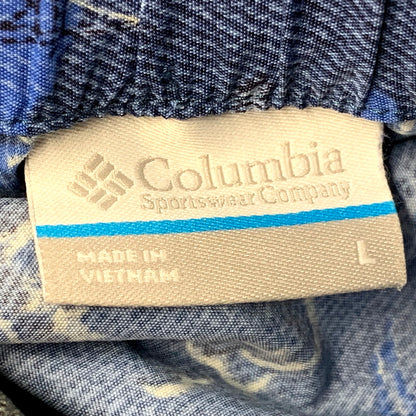 Columbia
Sportswear Company
MADE IN
VIETNAM
L